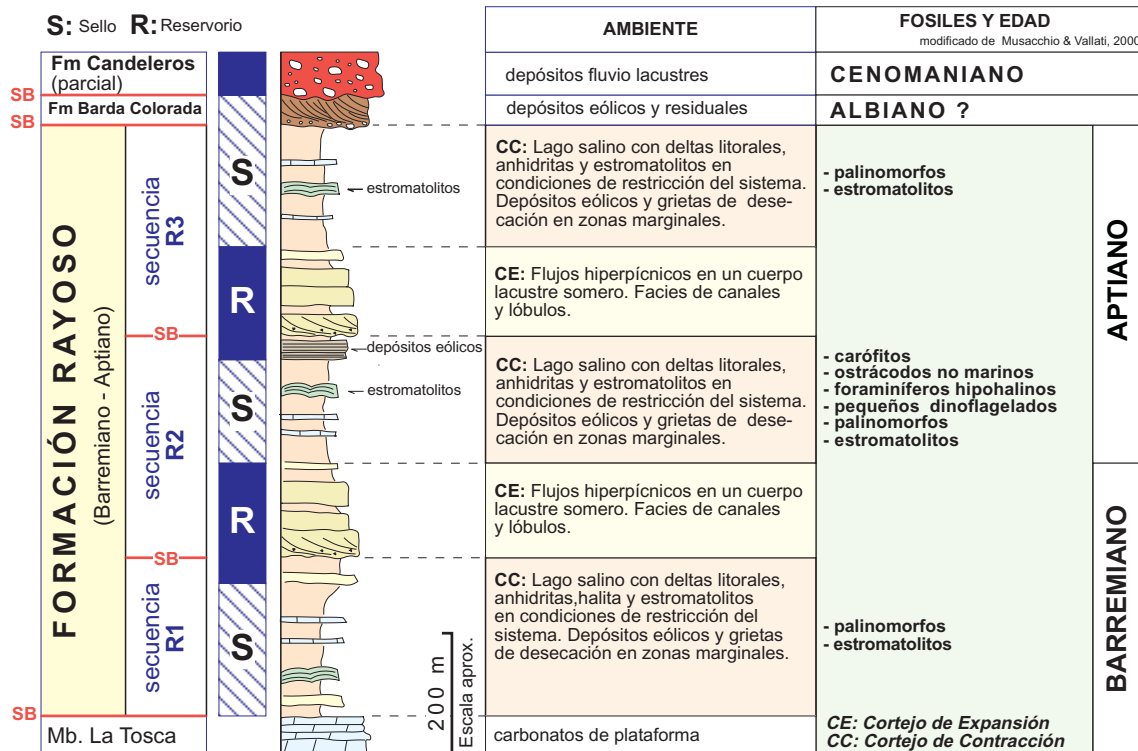 S: Sello R: Reservorio
AMBIENTE
FOSILES Y EDAD
modificado de Musacchio & Vallati, 2000
Fm Candeleros
(parcial)
depósitos fluvio lacustres
CENOMANIANO
SB
Fm Barda Colorada
depósitos eólicos y residuales
ALBIANO ?
SB
FORMACIÓN RAYOSO
(Barremiano - Aptiano)
secuencia
R3
S
estromatolitos
CC: Lago salino con deltas litorales,
anhidritas y estromatolitos en
condiciones de restricción del sistema.
Depósitos eólicos y grietas de dese-
cación en zonas marginales.
- palinomorfos
- estromatolitos
APTIANO
R
CE: Flujos hiperpícnicos en un cuerpo
lacustre somero. Facies de canales
y lóbulos.
SB
secuencia
R2
depósitos eólicos
S
estromatolitos
CC: Lago salino con deltas litorales,
anhidritas y estromatolitos en
condiciones de restricción del sistema.
Depósitos eólicos y grietas de dese-
cación en zonas marginales.
- carófitos
- ostrácodos no marinos
- foraminíferos hipohalinos
- pequeños dinoflagelados
- palinomorfos
- estromatolitos
R
CE: Flujos hiperpícnicos en un cuerpo
lacustre somero. Facies de canales
y lóbulos.
BARREMIANO
SB
secuencia
R1
S
CC: Lago salino con deltas litorales,
anhidritas,halita y estromatolitos
en condiciones de restricción del
sistema. Depósitos eólicos y grietas
de desecación en zonas marginales.
- palinomorfos
- estromatolitos
200 m
Escala aprox.
SB
Mb. La Tosca
carbonatos de plataforma
CE: Cortejo de Expansión
CC: Cortejo de Contracción